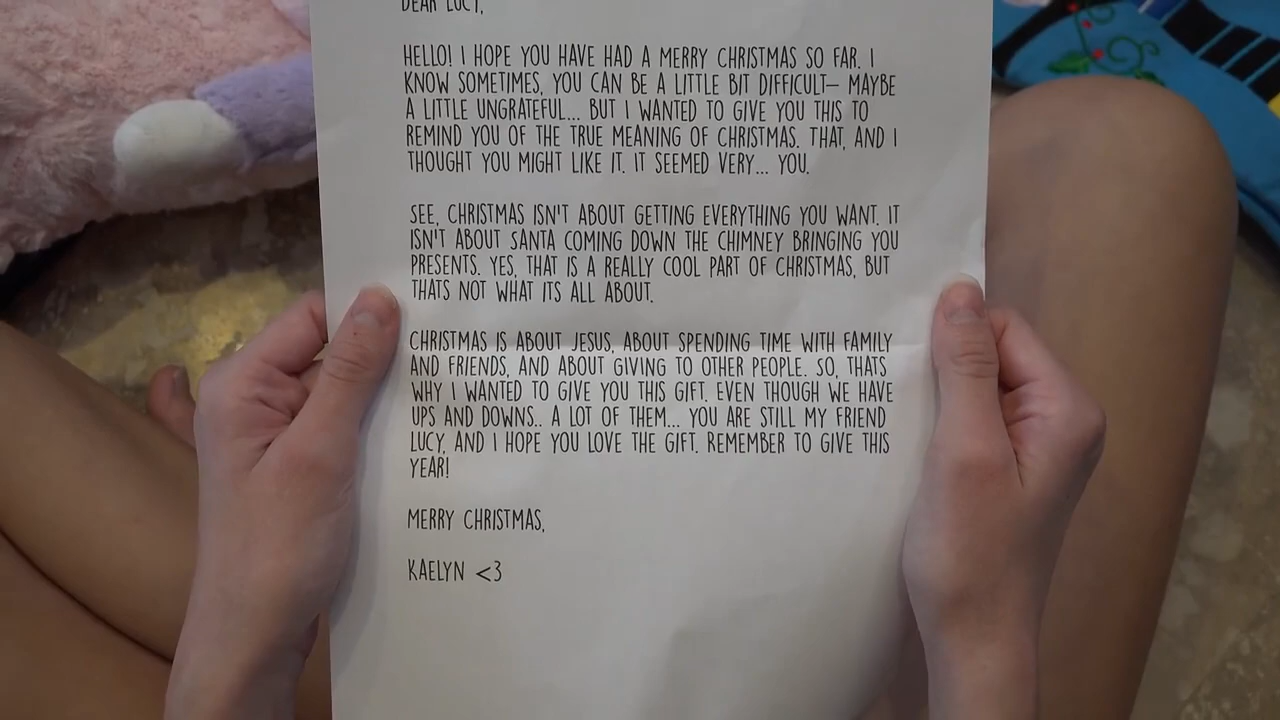 DEAR LUCY,
HELLO! I HOPE YOU HAVE HAD A MERRY CHRISTMAS SO FAR. I
KNOW SOMETIMES, YOU CAN BE A LITTLE BIT DIFFICULT– MAYBE
A LITTLE UNGRATEFUL... BUT I WANTED TO GIVE YOU THIS TO
REMIND YOU OF THE TRUE MEANING OF CHRISTMAS. THAT, AND I
THOUGHT YOU MIGHT LIKE IT. IT SEEMED VERY... YOU.
SEE, CHRISTMAS ISN'T ABOUT GETTING EVERYTHING YOU WANT. IT
ISN'T ABOUT SANTA COMING DOWN THE CHIMNEY BRINGING YOU
PRESENTS. YES, THAT IS A REALLY COOL PART OF CHRISTMAS, BUT
THATS NOT WHAT ITS ALL ABOUT.
CHRISTMAS IS ABOUT JESUS, ABOUT SPENDING TIME WITH FAMILY
AND FRIENDS, AND ABOUT GIVING TO OTHER PEOPLE. SO, THATS
WHY I WANTED TO GIVE YOU THIS GIFT. EVEN THOUGH WE HAVE
UPS AND DOWNS.. A LOT OF THEM... YOU ARE STILL MY FRIEND
LUCY, AND I HOPE YOU LOVE THE GIFT. REMEMBER TO GIVE THIS
YEAR!
MERRY CHRISTMAS,
KAELYN <3